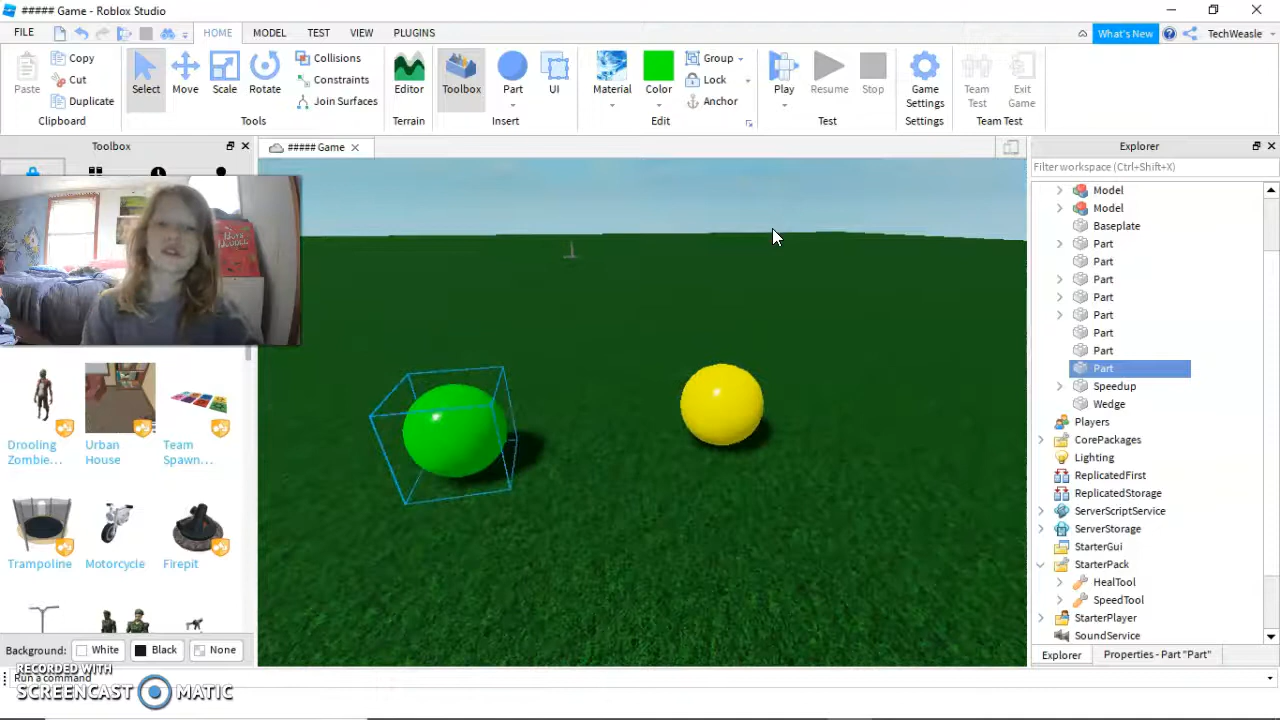 ##### Game - Roblox Studio
FILE
HOME
MODEL
TEST
VIEW
PLUGINS
What's New
TechWeasle
Paste
Copy
Cut
Duplicate
Clipboard
Select
Move
Scale
Rotate
Collisions
Constraints
Join Surfaces
Tools
Editor
Terrain
Toolbox
Part
UI
Insert
Material
Color
Group
Lock
Anchor
Edit
Play
Resume
Stop
Test
Game
Settings
Settings
Team
Test
Exit
Game
Team Test
Toolbox
##### Game
Explorer
Filter workspace (Ctrl+Shift+X)
Model
Model
Baseplate
Part
Part
Part
Part
Part
Part
Part
Part
Speedup
Wedge
Players
CorePackages
Lighting
ReplicatedFirst
ReplicatedStorage
ServerScriptService
ServerStorage
StarterGui
StarterPack
HealTool
SpeedTool
StarterPlayer
SoundService
Drooling
Zombie...
Urban
House
Team
Spawn...
Trampoline
Motorcycle
Firepit
Background:
White
Black
None
Explorer
Properties - Part "Part"
Run a command
RECORDED WITH
SCREENCAST MATIC